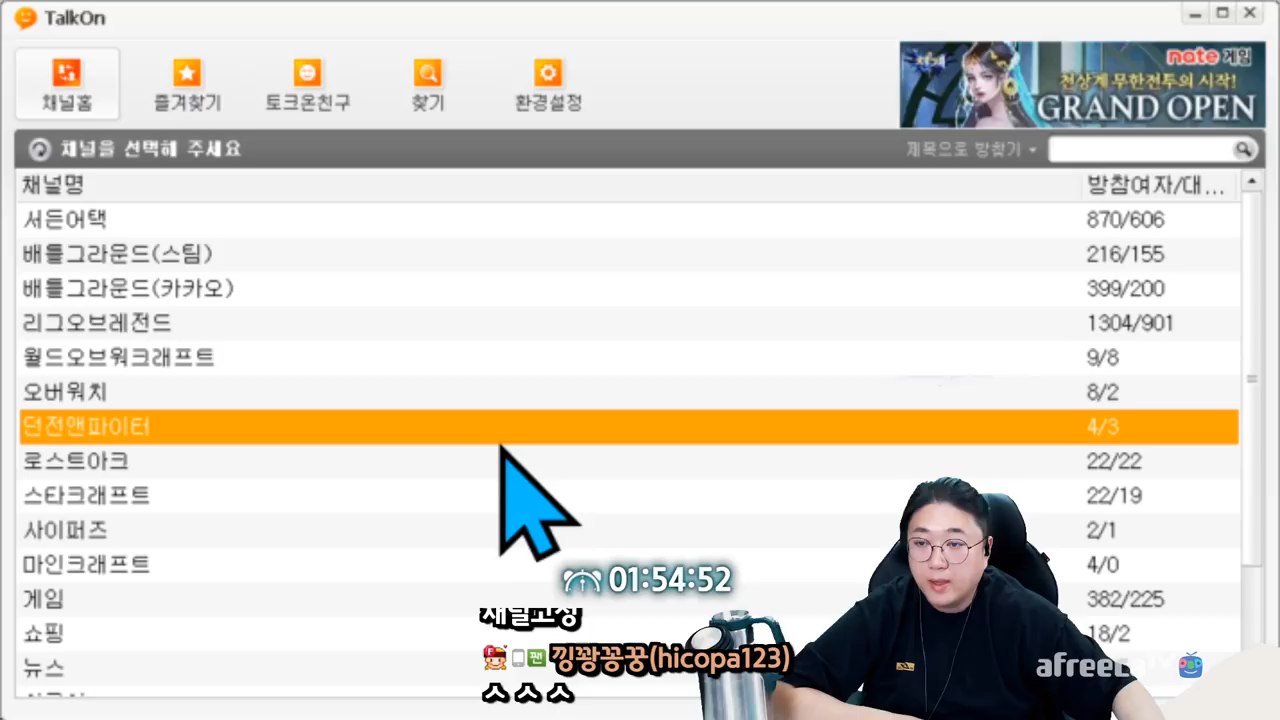 TalkOn
채널홈
즐겨찾기
토크온친구
찾기
환경설정
nate 게임
천상계 무한전투의 시작!
GRAND OPEN
채널을 선택해 주세요
제목으로 방찾기
채널명 방참여자/대...
서든어택 870/606
배틀그라운드(스팀) 216/155
배틀그라운드(카카오) 399/200
리그오브레전드 1304/901
월드오브워크래프트 9/8
오버워치 8/2
던전앤파이터 4/3
로스트아크 22/22
스타크래프트 22/19
사이퍼즈 2/1
마인크래프트 4/0
게임 382/225
쇼핑 18/2
뉴스
01:54:52
낑꽝꽁꿍(hicopa123)
ㅅㅅㅅ